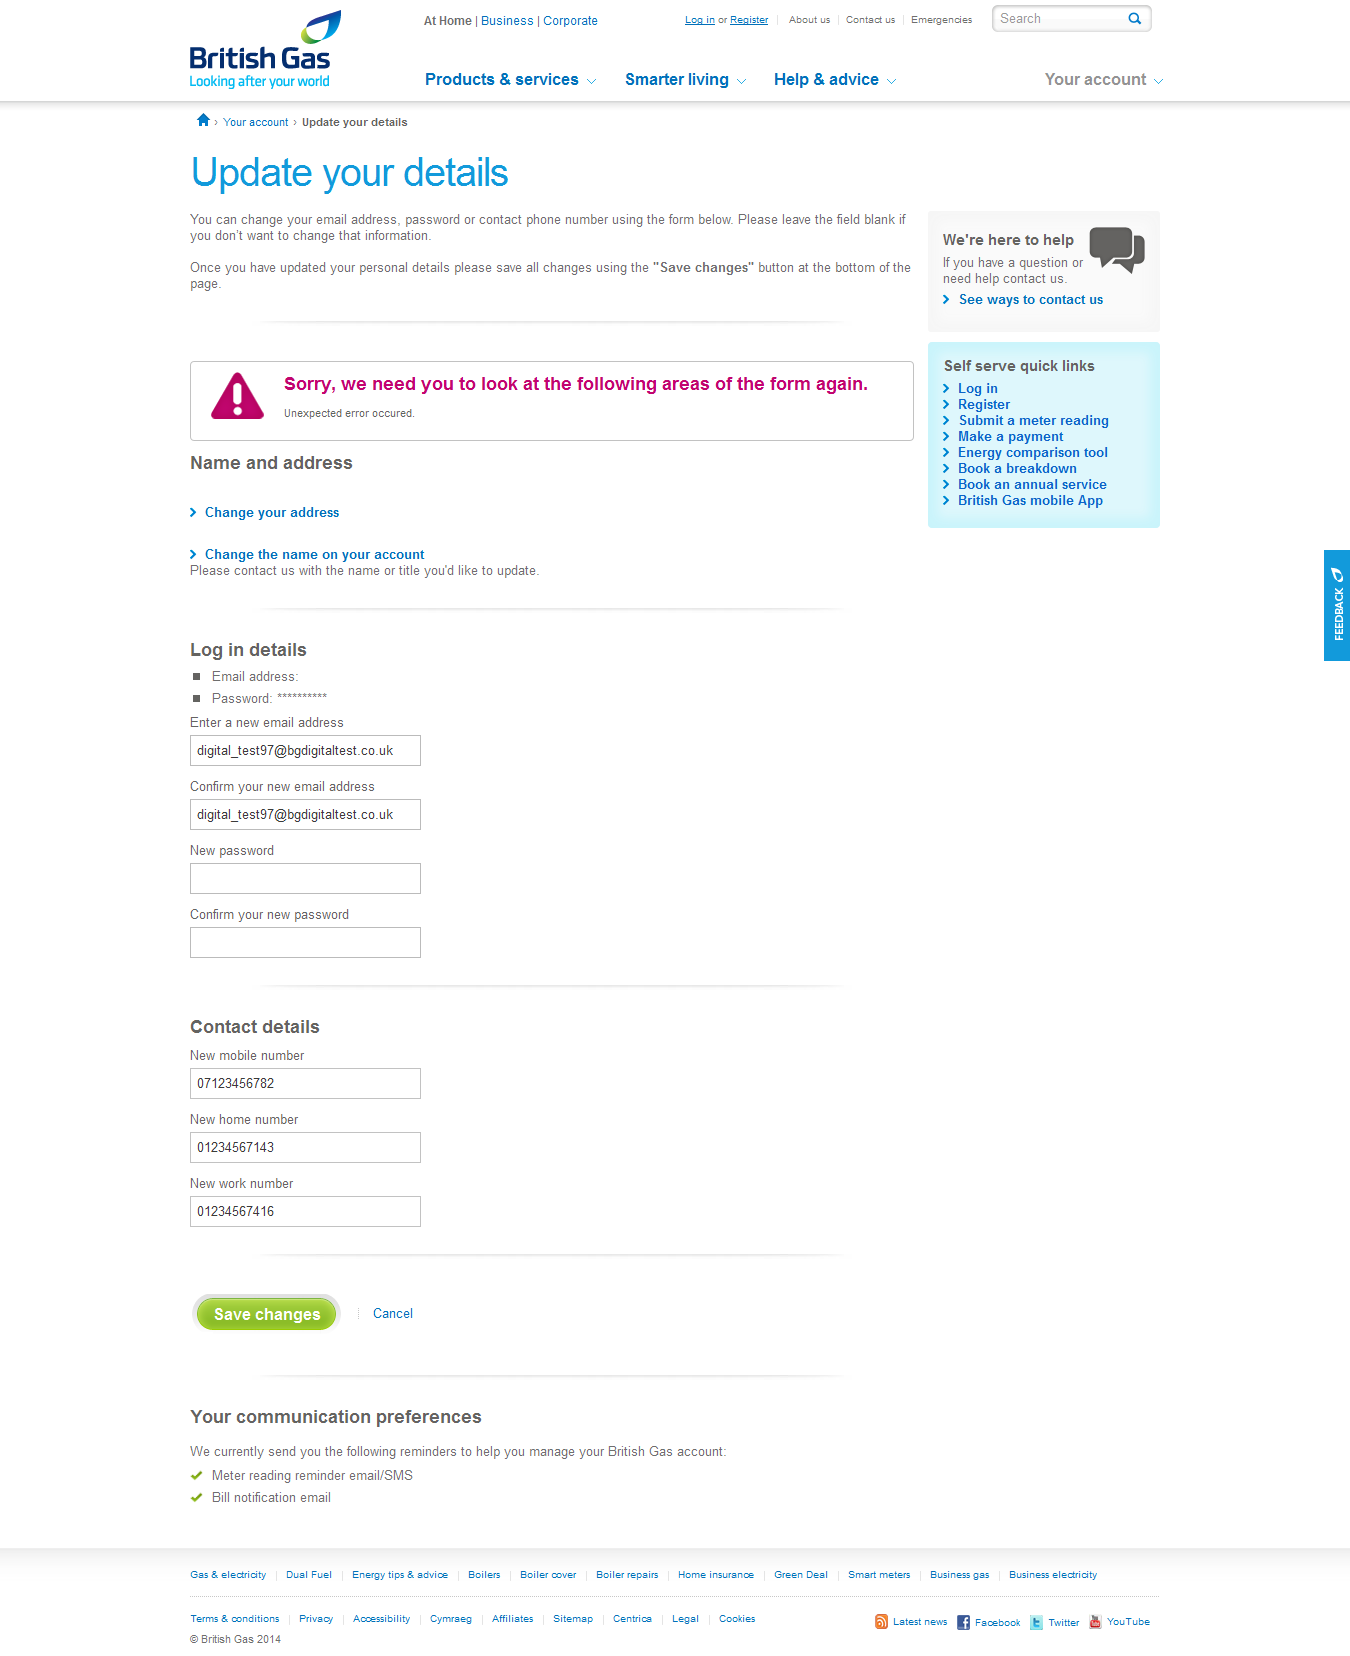 British Gas
Looking after your world
At Home | Business | Corporate
Log in or Register
About us
Contact us
Emergencies
Search
Products & services
Smarter living
Help & advice
Your account
› Your account › Update your details
Update your details
You can change your email address, password or contact phone number using the form below. Please leave the field blank if
you don't want to change that information.
Once you have updated your personal details please save all changes using the "Save changes" button at the bottom of the
page.
We're here to help
If you have a question or
need help contact us.
See ways to contact us
Self serve quick links
Log in
Register
Submit a meter reading
Make a payment
Energy comparison tool
Book a breakdown
Book an annual service
British Gas mobile App
FEEDBACK
Sorry, we need you to look at the following areas of the form again.
Unexpected error occured.
Name and address
Change your address
Change the name on your account
Please contact us with the name or title you'd like to update.
Log in details
Email address:
Password: **********
Enter a new email address
digital_test97@bgdigitaltest.co.uk
Confirm your new email address
digital_test97@bgdigitaltest.co.uk
New password
Confirm your new password
Contact details
New mobile number
07123456782
New home number
01234567143
New work number
01234567416
Save changes
Cancel
Your communication preferences
We currently send you the following reminders to help you manage your British Gas account:
Meter reading reminder email/SMS
Bill notification email
Gas & electricity
Dual Fuel
Energy tips & advice
Boilers
Boiler cover
Boiler repairs
Home insurance
Green Deal
Smart meters
Business gas
Business electricity
Terms & conditions
Privacy
Accessibility
Cymraeg
Affiliates
Sitemap
Centrica
Legal
Cookies
Latest news
Facebook
Twitter
YouTube
© British Gas 2014